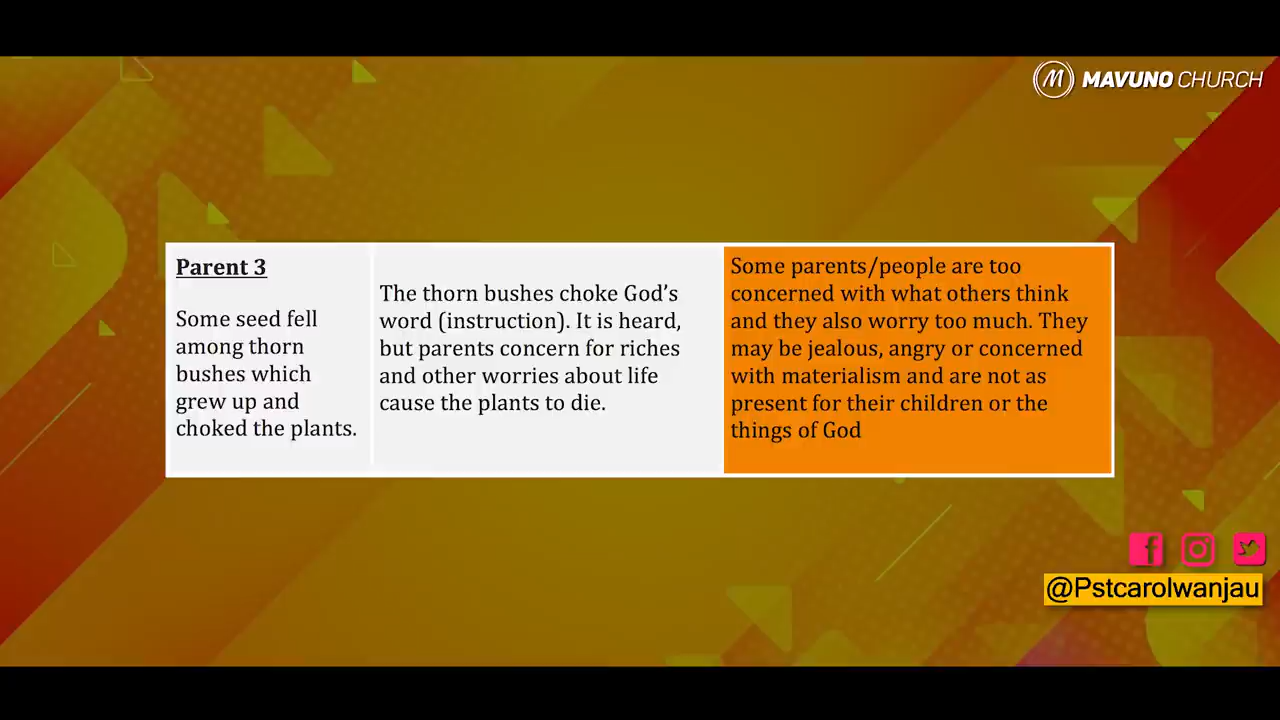 M MAVUNO CHURCH
Parent 3
Some seed fell
among thorn
bushes which
grew up and
choked the plants.
The thorn bushes choke God's
word (instruction). It is heard,
but parents concern for riches
and other worries about life
cause the plants to die.
Some parents/people are too
concerned with what others think
and they also worry too much. They
may be jealous, angry or concerned
with materialism and are not as
present for their children or the
things of God
@Pstcarolwanjau